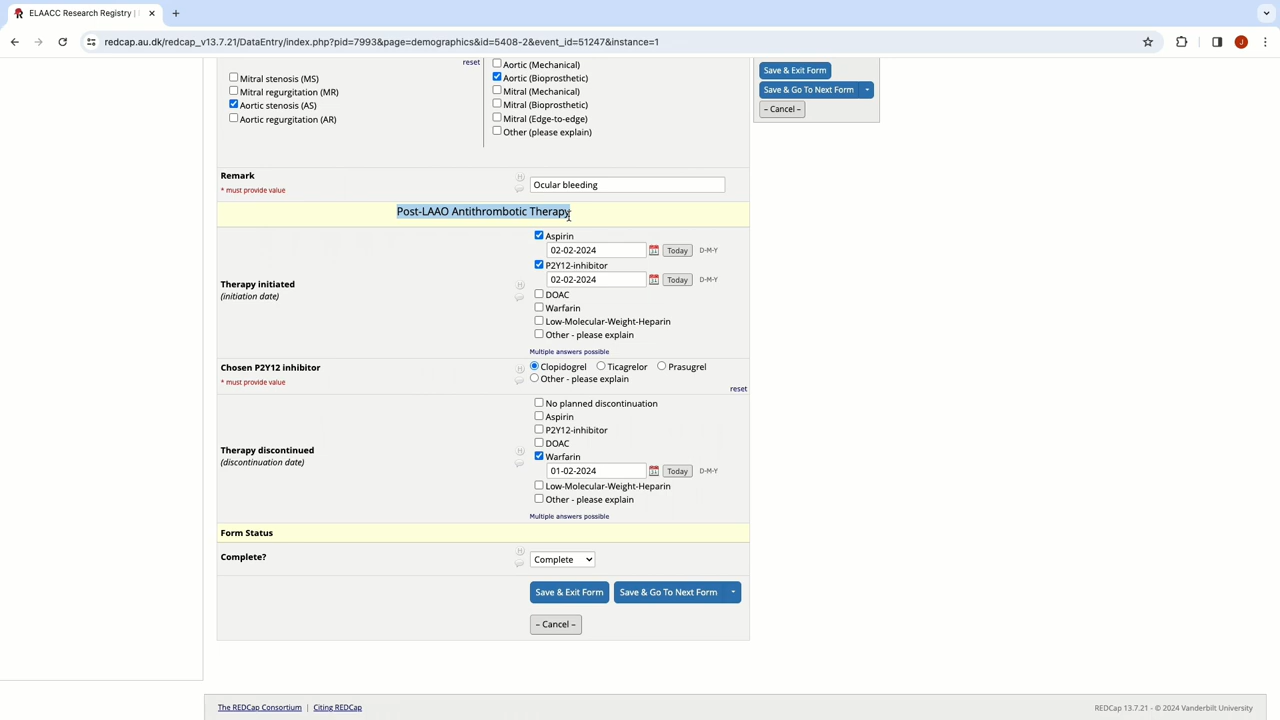 ELAACC Research Registry |
redcap.au.dk/redcap_v13.7.21/DataEntry/index.php?pid=7993&page=demographics&id=5408-2&event_id=51247&instance=1
reset
Mitral stenosis (MS)
Mitral regurgitation (MR)
Aortic stenosis (AS)
Aortic regurgitation (AR)
Aortic (Mechanical)
Aortic (Bioprosthetic)
Mitral (Mechanical)
Mitral (Bioprosthetic)
Mitral (Edge-to-edge)
Other (please explain)
Save & Exit Form
Save & Go To Next Form
– Cancel –
Remark
* must provide value
H
Ocular bleeding
Post-LAAO Antithrombotic Therapy
Therapy initiated
(initiation date)
H
Aspirin
02-02-2024 Today D-M-Y
P2Y12-inhibitor
02-02-2024 Today D-M-Y
DOAC
Warfarin
Low-Molecular-Weight-Heparin
Other - please explain
Multiple answers possible
Chosen P2Y12 inhibitor
* must provide value
H
Clopidogrel Ticagrelor Prasugrel
Other - please explain
reset
Therapy discontinued
(discontinuation date)
H
No planned discontinuation
Aspirin
P2Y12-inhibitor
DOAC
Warfarin
01-02-2024 Today D-M-Y
Low-Molecular-Weight-Heparin
Other - please explain
Multiple answers possible
Form Status
Complete?
H
Complete
Save & Exit Form Save & Go To Next Form
– Cancel –
The REDCap Consortium | Citing REDCap
REDCap 13.7.21 - © 2024 Vanderbilt University
J